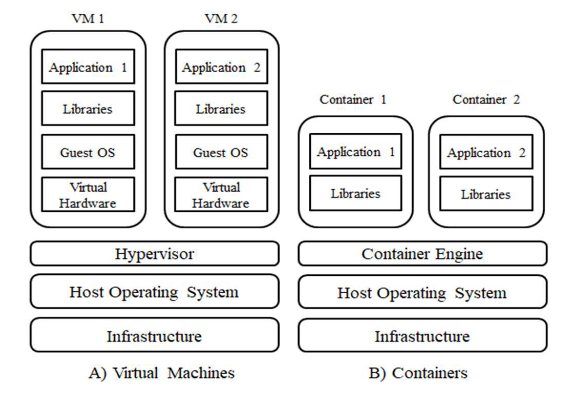 VM 1
Application 1
Libraries
Guest OS
Virtual
Hardware
VM 2
Application 2
Libraries
Guest OS
Virtual
Hardware
Hypervisor
Host Operating System
Infrastructure
A) Virtual Machines
Container 1
Application 1
Libraries
Container 2
Application 2
Libraries
Container Engine
Host Operating System
Infrastructure
B) Containers